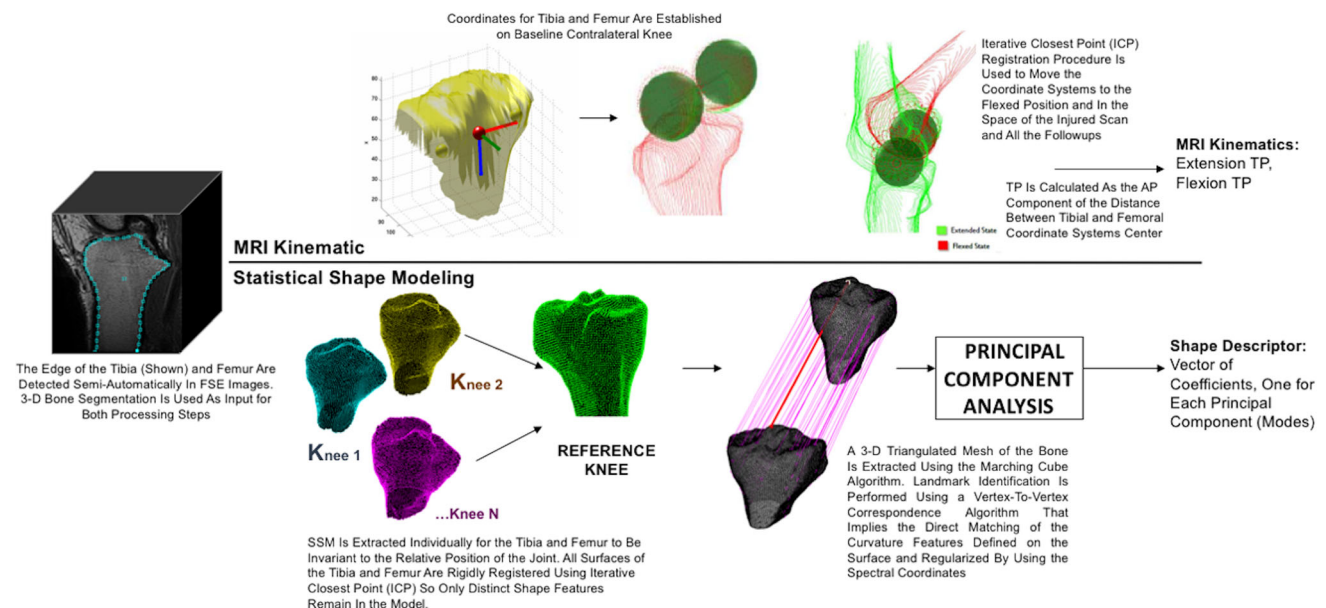 Coordinates for Tibia and Femur Are Established
on Baseline Contralateral Knee
80
70
60
50
40
30
20
90
100
Iterative Closest Point (ICP)
Registration Procedure Is
Used to Move the
Coordinate Systems to the
Flexed Position and In the
Space of the Injured Scan
and All the Followups
TP Is Calculated As the AP
Component of the Distance
Between Tibial and Femoral
Coordinate Systems Center
Extended State
Flexed State
MRI Kinematics:
Extension TP,
Flexion TP
MRI Kinematic
Statistical Shape Modeling
The Edge of the Tibia (Shown) and Femur Are
Detected Semi-Automatically In FSE Images.
3-D Bone Segmentation Is Used As Input for
Both Processing Steps
Knee 1
Knee 2
...Knee N
REFERENCE
KNEE
SSM Is Extracted Individually for the Tibia and Femur to Be
Invariant to the Relative Position of the Joint. All Surfaces of
the Tibia and Femur Are Rigidly Registered Using Iterative
Closest Point (ICP) So Only Distinct Shape Features
Remain In the Model.
PRINCIPAL
COMPONENT
ANALYSIS
A 3-D Triangulated Mesh of the Bone
Is Extracted Using the Marching Cube
Algorithm. Landmark Identification Is
Performed Using a Vertex-To-Vertex
Correspondence Algorithm That
Implies the Direct Matching of the
Curvature Features Defined on the
Surface and Regularized By Using the
Spectral Coordinates
Shape Descriptor:
Vector of
Coefficients, One for
Each Principal
Component (Modes)